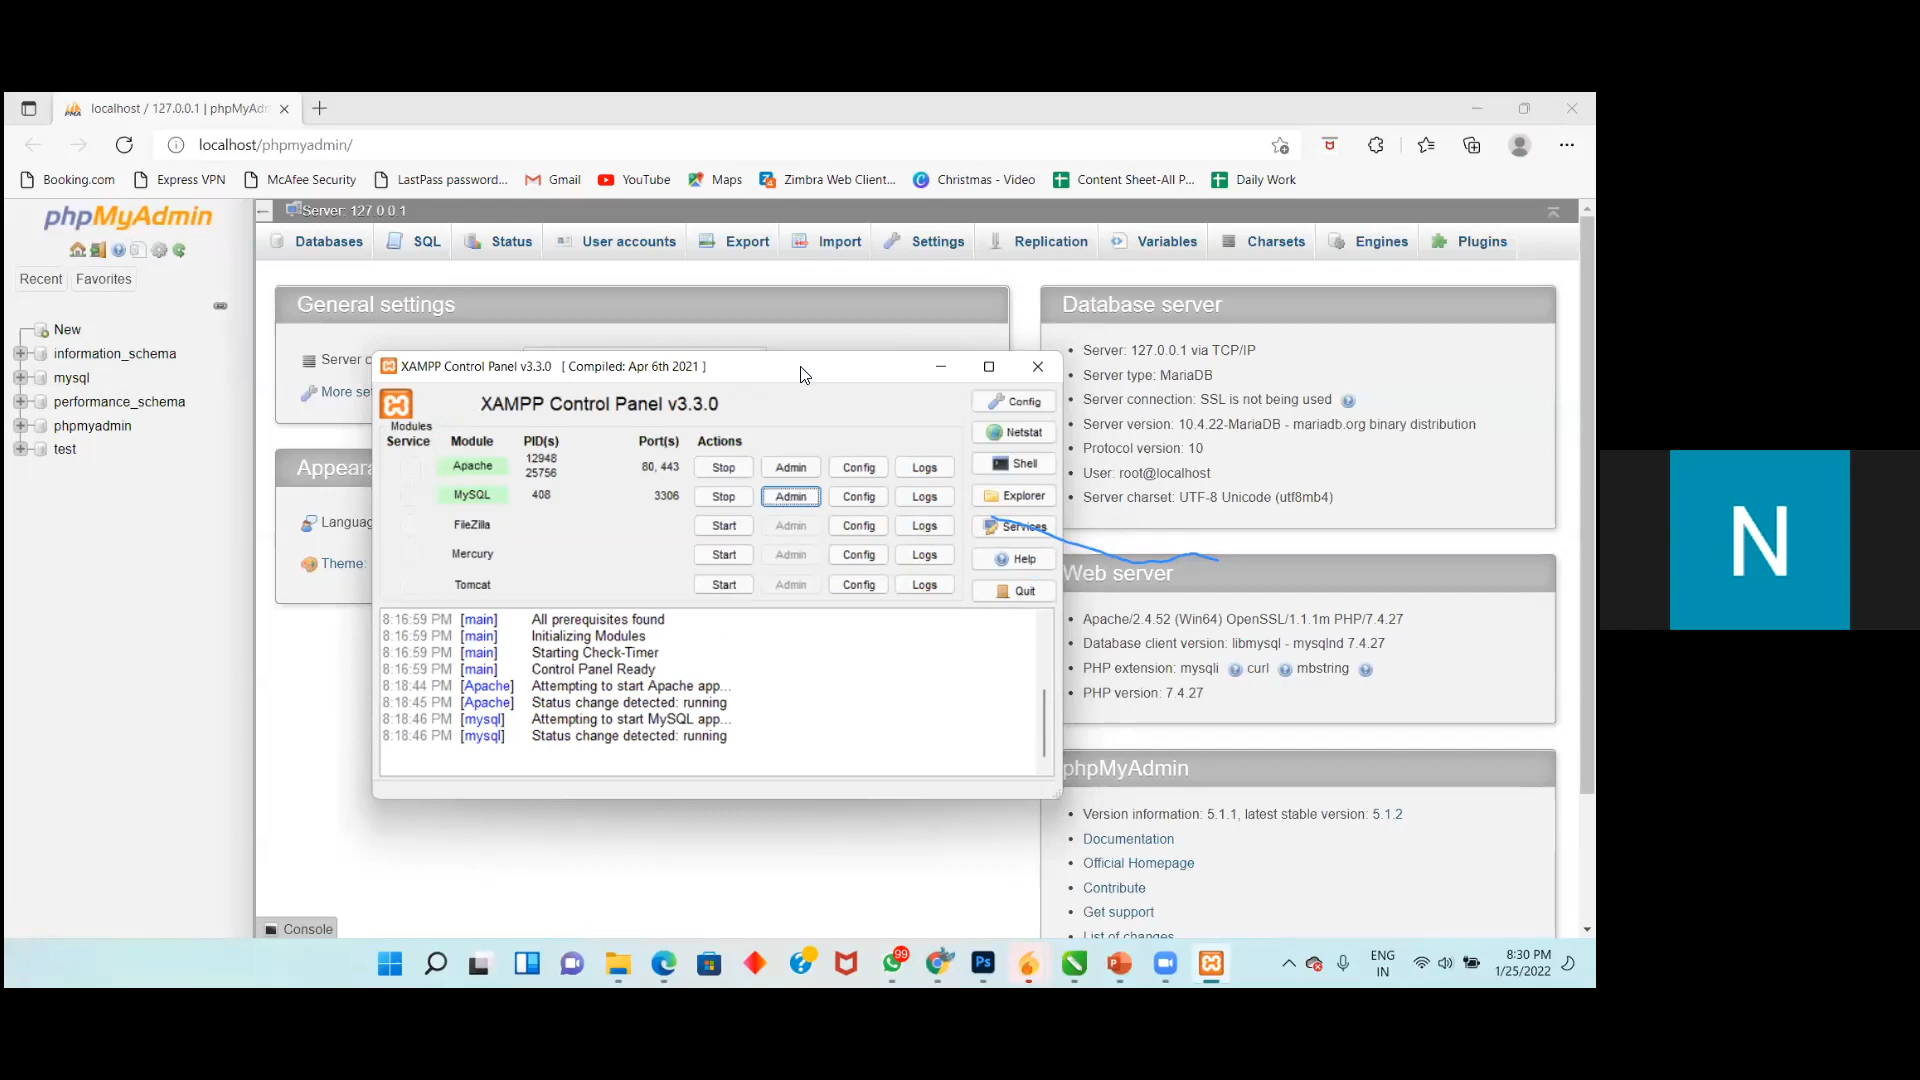 localhost / 127.0.0.1 | phpMyAd
localhost/phpmyadmin/
Booking.com Express VPN McAfee Security LastPass password... Gmail YouTube Maps Zimbra Web Client... Christmas - Video Content Sheet-All P... Daily Work
phpMyAdmin
Recent Favorites
New
information_schema
mysql
performance_schema
phpmyadmin
test
Server: 127.0.0.1
Databases SQL Status User accounts Export Import Settings Replication Variables Charsets Engines Plugins
General settings
Server c
More se
Appeara
Languag
Theme:
XAMPP Control Panel v3.3.0 [ Compiled: Apr 6th 2021 ]
XAMPP Control Panel v3.3.0
Modules
Service Module PID(s) Port(s) Actions
Apache 12948 25756 80, 443 Stop Admin Config Logs
MySQL 408 3306 Stop Admin Config Logs
FileZilla Start Admin Config Logs
Mercury Start Admin Config Logs
Tomcat Start Admin Config Logs
Config
Netstat
Shell
Explorer
Services
Help
Quit
8:16:59 PM [main] All prerequisites found
8:16:59 PM [main] Initializing Modules
8:16:59 PM [main] Starting Check-Timer
8:16:59 PM [main] Control Panel Ready
8:18:44 PM [Apache] Attempting to start Apache app...
8:18:45 PM [Apache] Status change detected: running
8:18:46 PM [mysql] Attempting to start MySQL app...
8:18:46 PM [mysql] Status change detected: running
Database server
Server: 127.0.0.1 via TCP/IP
Server type: MariaDB
Server connection: SSL is not being used
Server version: 10.4.22-MariaDB - mariadb.org binary distribution
Protocol version: 10
User: root@localhost
Server charset: UTF-8 Unicode (utf8mb4)
Web server
Apache/2.4.52 (Win64) OpenSSL/1.1.1m PHP/7.4.27
Database client version: libmysql - mysqlnd 7.4.27
PHP extension: mysqli curl mbstring
PHP version: 7.4.27
phpMyAdmin
Version information: 5.1.1, latest stable version: 5.1.2
Documentation
Official Homepage
Contribute
Get support
List of changes
Console
99
Ps
ENG
IN
8:30 PM
1/25/2022
N